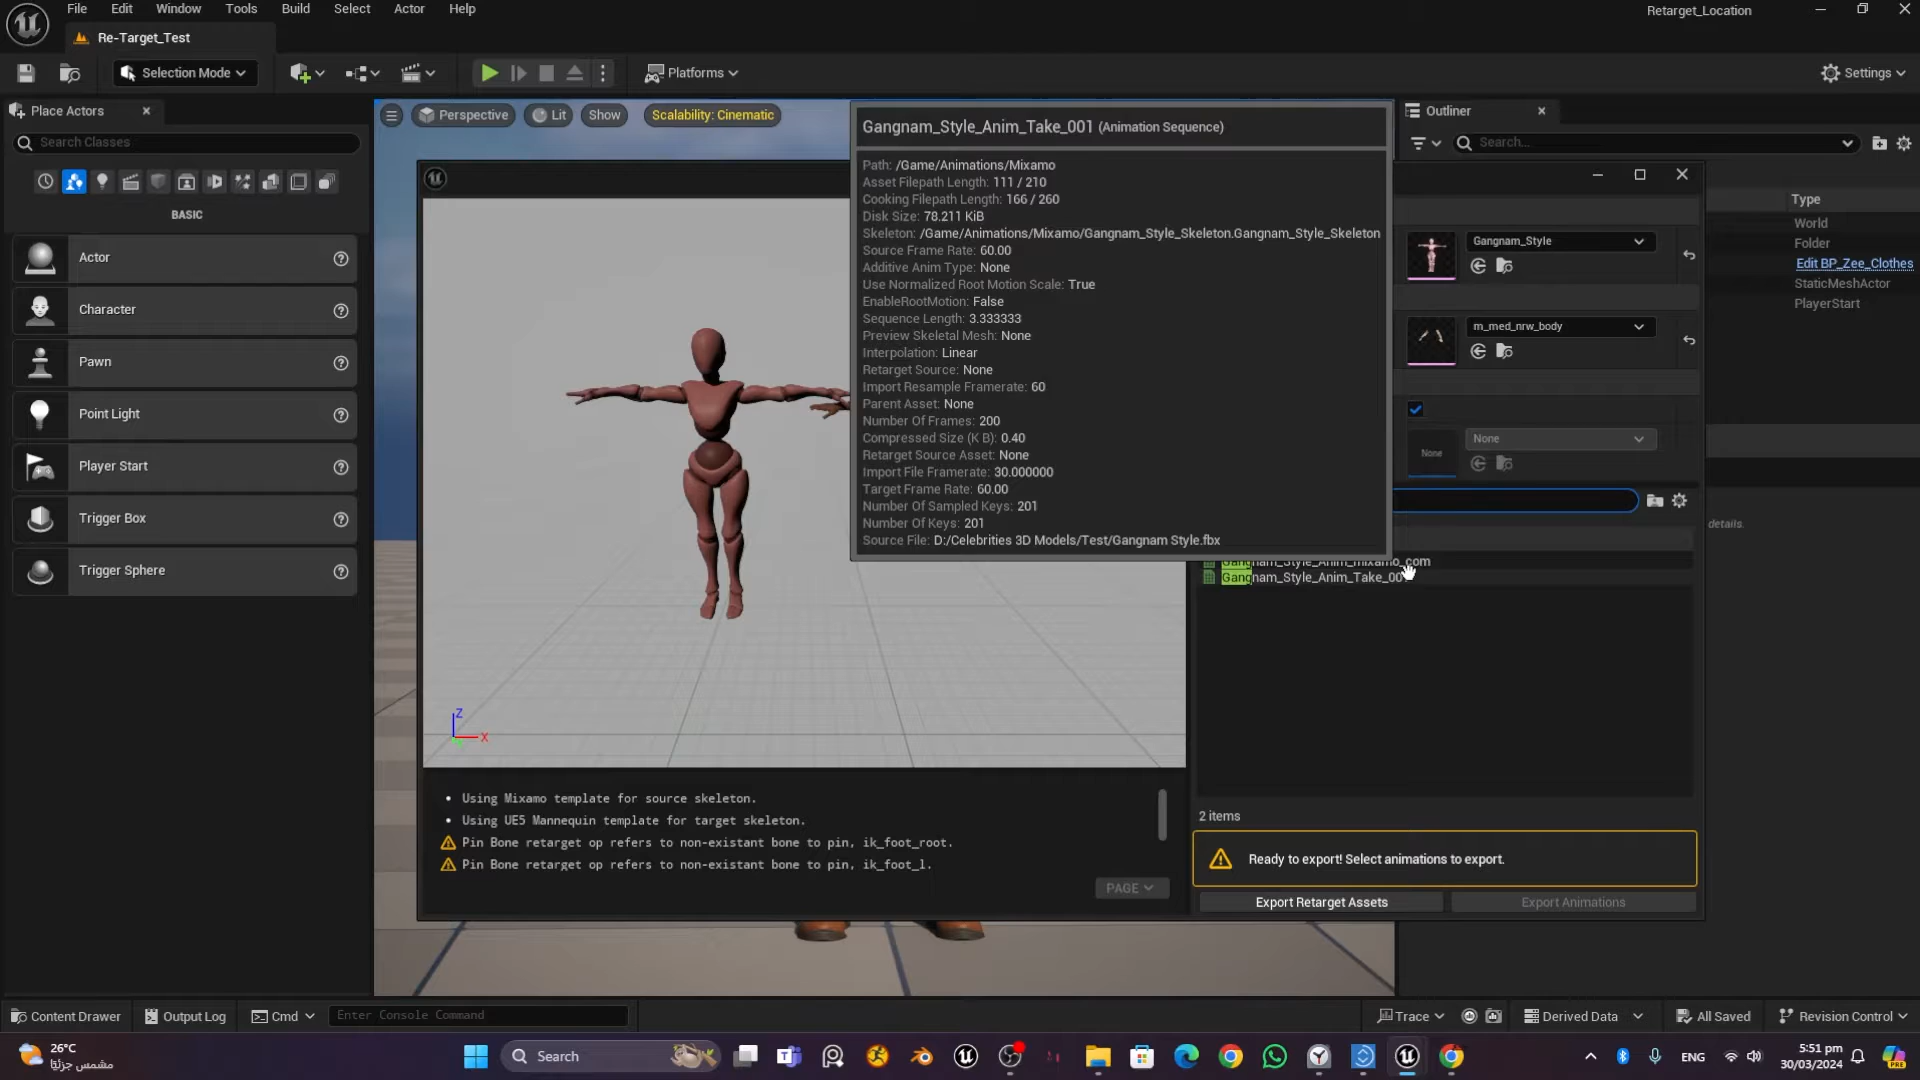 File Edit Window Tools Build Select Actor Help
Retarget_Location
Re-Target_Test
Selection Mode
Platforms
Settings
Place Actors
Search Classes
BASIC
Actor
Character
Pawn
Point Light
Player Start
Trigger Box
Trigger Sphere
Perspective
Lit
Show
Scalability: Cinematic
Gangnam_Style_Anim_Take_001 (Animation Sequence)
Path: /Game/Animations/Mixamo
Asset Filepath Length: 111 / 210
Cooking Filepath Length: 166 / 260
Disk Size: 78.211 KiB
Skeleton: /Game/Animations/Mixamo/Gangnam_Style_Skeleton.Gangnam_Style_Skeleton
Source Frame Rate: 60.00
Additive Anim Type: None
Use Normalized Root Motion Scale: True
EnableRootMotion: False
Sequence Length: 3.333333
Preview Skeletal Mesh: None
Interpolation: Linear
Retarget Source: None
Import Resample Framerate: 60
Parent Asset: None
Number Of Frames: 200
Compressed Size (K B): 0.40
Retarget Source Asset: None
Import File Framerate: 30.000000
Target Frame Rate: 60.00
Number Of Sampled Keys: 201
Number Of Keys: 201
Source File: D:/Celebrities 3D Models/Test/Gangnam Style.fbx
Z
X
Using Mixamo template for source skeleton.
Using UE5 Mannequin template for target skeleton.
Pin Bone retarget op refers to non-existant bone to pin, ik_foot_root.
Pin Bone retarget op refers to non-existant bone to pin, ik_foot_l.
PAGE
Gangnam_Style
m_med_nrw_body
None
None
Gangnam_Style_Anim_mixamo_com
Gangnam_Style_Anim_Take_00
2 items
Ready to export! Select animations to export.
Export Retarget Assets
Export Animations
Outliner
Search...
Type
World
Folder
Edit BP_Zee_Clothes
StaticMeshActor
PlayerStart
details.
Content Drawer
Output Log
Cmd
Enter Console Command
Trace
Derived Data
All Saved
Revision Control
26°C
مشمس جزئيًا
Search
ENG
5:51 pm
30/03/2024
PRE